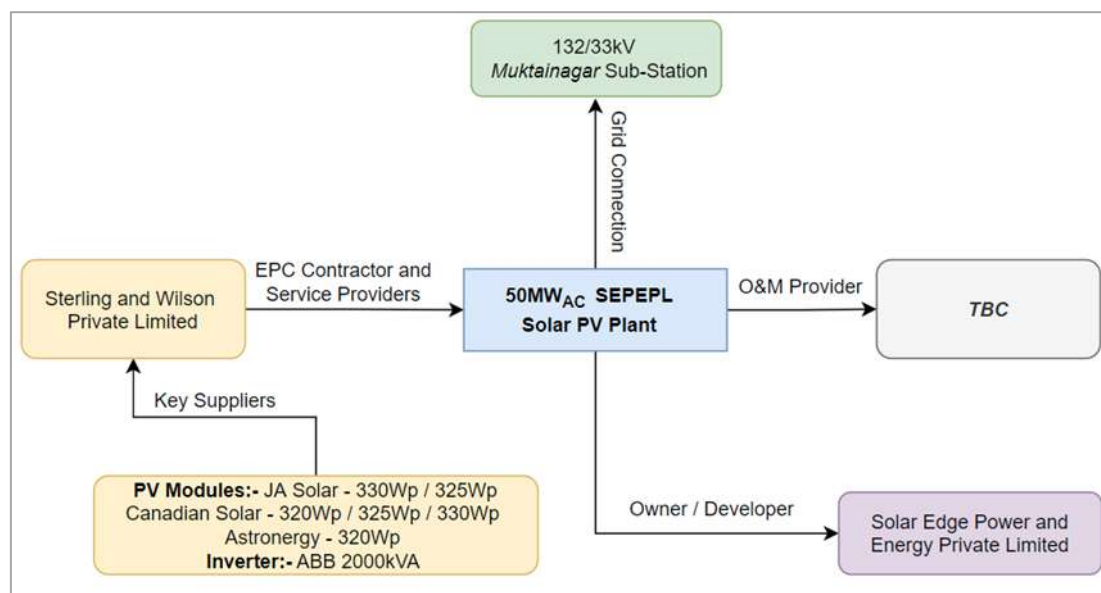 132/33kV
Muktainagar Sub-Station
Grid Connection
Sterling and Wilson
Private Limited
EPC Contractor and
Service Providers
50MWAC SEPEPL
Solar PV Plant
O&M Provider
TBC
Key Suppliers
PV Modules:- JA Solar - 330Wp / 325Wp
Canadian Solar - 320Wp / 325Wp / 330Wp
Astronergy - 320Wp
Inverter:- ABB 2000kVA
Owner / Developer
Solar Edge Power and
Energy Private Limited